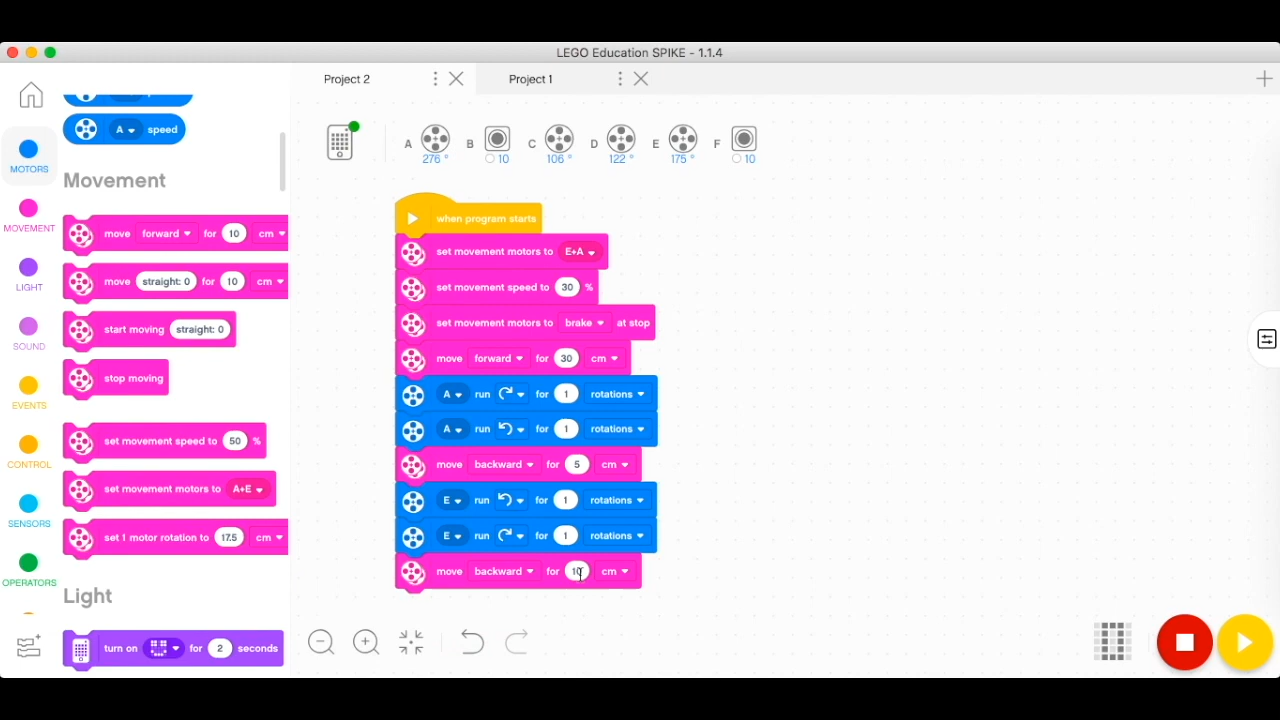 LEGO Education SPIKE - 1.1.4
Project 2
Project 1
A 276 °
B 10
C 106 °
D 122 °
E 175 °
F 10
MOTORS
MOVEMENT
LIGHT
SOUND
EVENTS
CONTROL
SENSORS
OPERATORS
A speed
Movement
move forward for 10 cm
move straight: 0 for 10 cm
start moving straight: 0
stop moving
set movement speed to 50 %
set movement motors to A+E
set 1 motor rotation to 17.5 cm
Light
turn on for 2 seconds
when program starts
set movement motors to E+A
set movement speed to 30 %
set movement motors to brake at stop
move forward for 30 cm
A run for 1 rotations
A run for 1 rotations
move backward for 5 cm
E run for 1 rotations
E run for 1 rotations
move backward for 10 cm